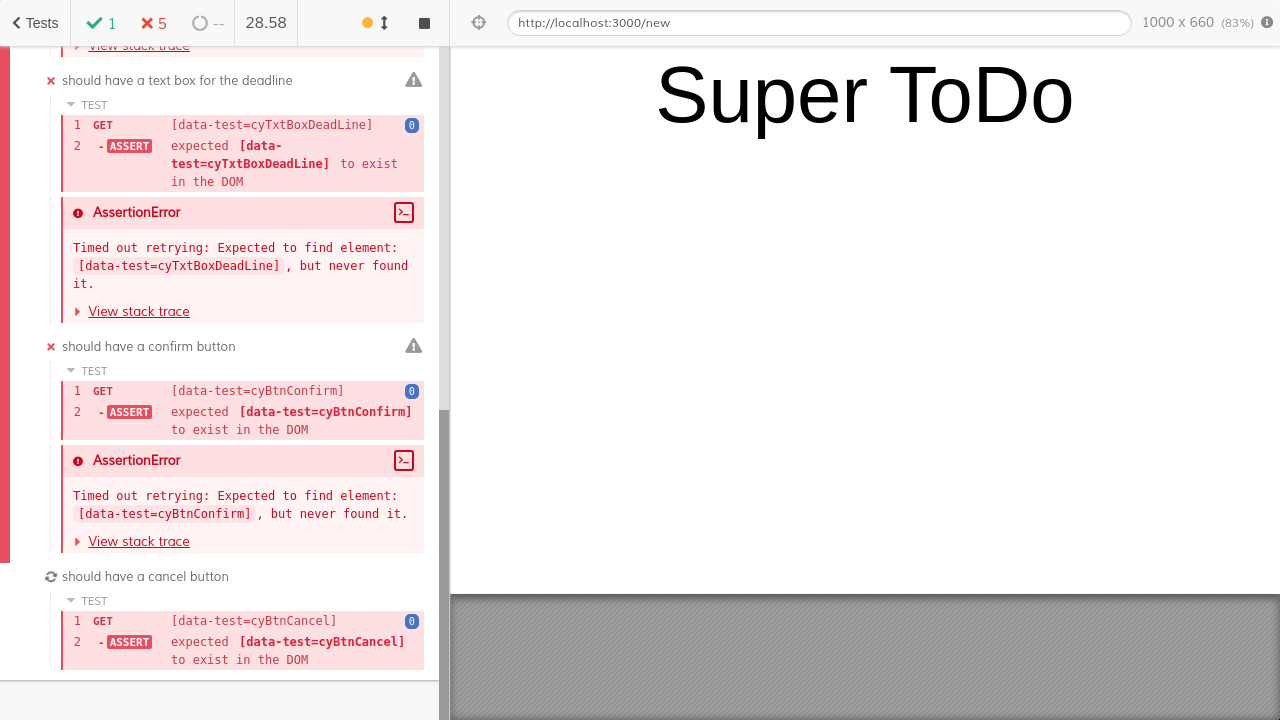 Tests
1
5
--
28.58
http://localhost:3000/new
1000 x 660 (83%)
View stack trace
should have a text box for the deadline
TEST
1 GET [data-test=cyTxtBoxDeadLine] 0
2 -ASSERT expected [data-
test=cyTxtBoxDeadLine] to exist
in the DOM
AssertionError
Timed out retrying: Expected to find element:
[data-test=cyTxtBoxDeadLine], but never found
it.
View stack trace
should have a confirm button
TEST
1 GET [data-test=cyBtnConfirm] 0
2 -ASSERT expected [data-test=cyBtnConfirm]
to exist in the DOM
AssertionError
Timed out retrying: Expected to find element:
[data-test=cyBtnConfirm], but never found it.
View stack trace
should have a cancel button
TEST
1 GET [data-test=cyBtnCancel] 0
2 -ASSERT expected [data-test=cyBtnCancel]
to exist in the DOM
Super ToDo